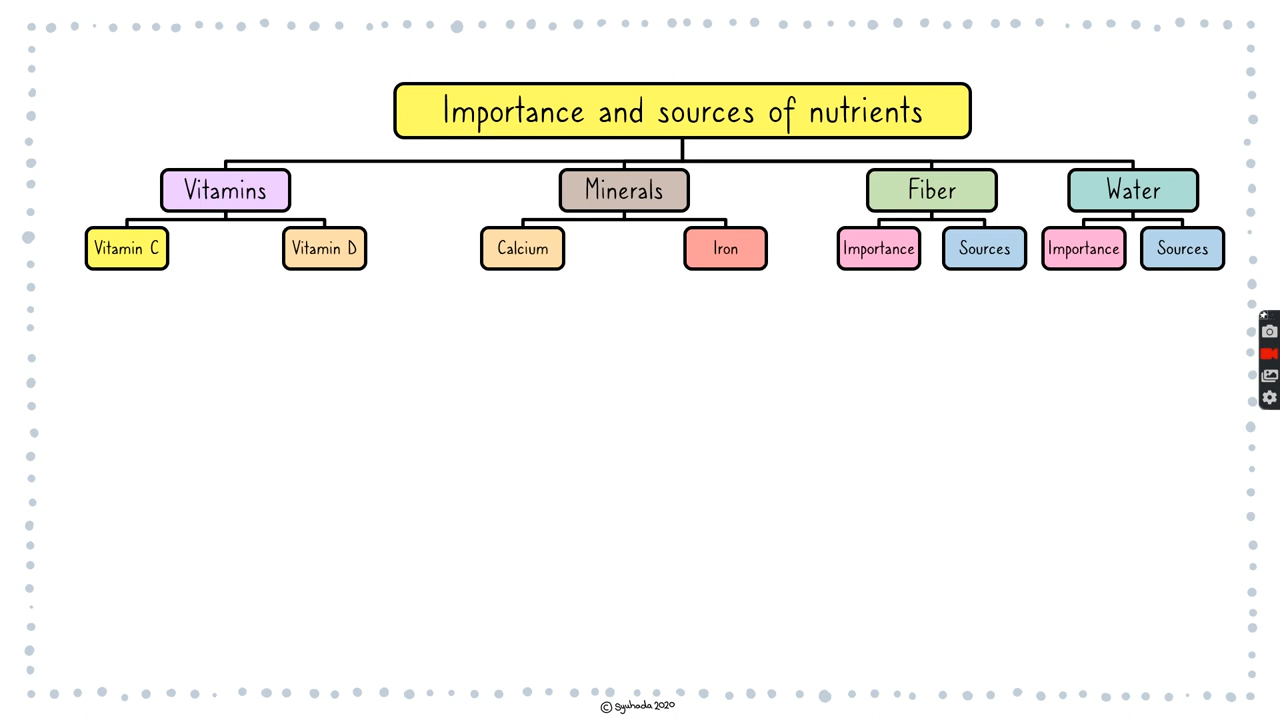 Importance and sources of nutrients
Vitamins
Minerals
Fiber
Water
Vitamin C
Vitamin D
Calcium
Iron
Importance
Sources
Importance
Sources
© syuhada 2020